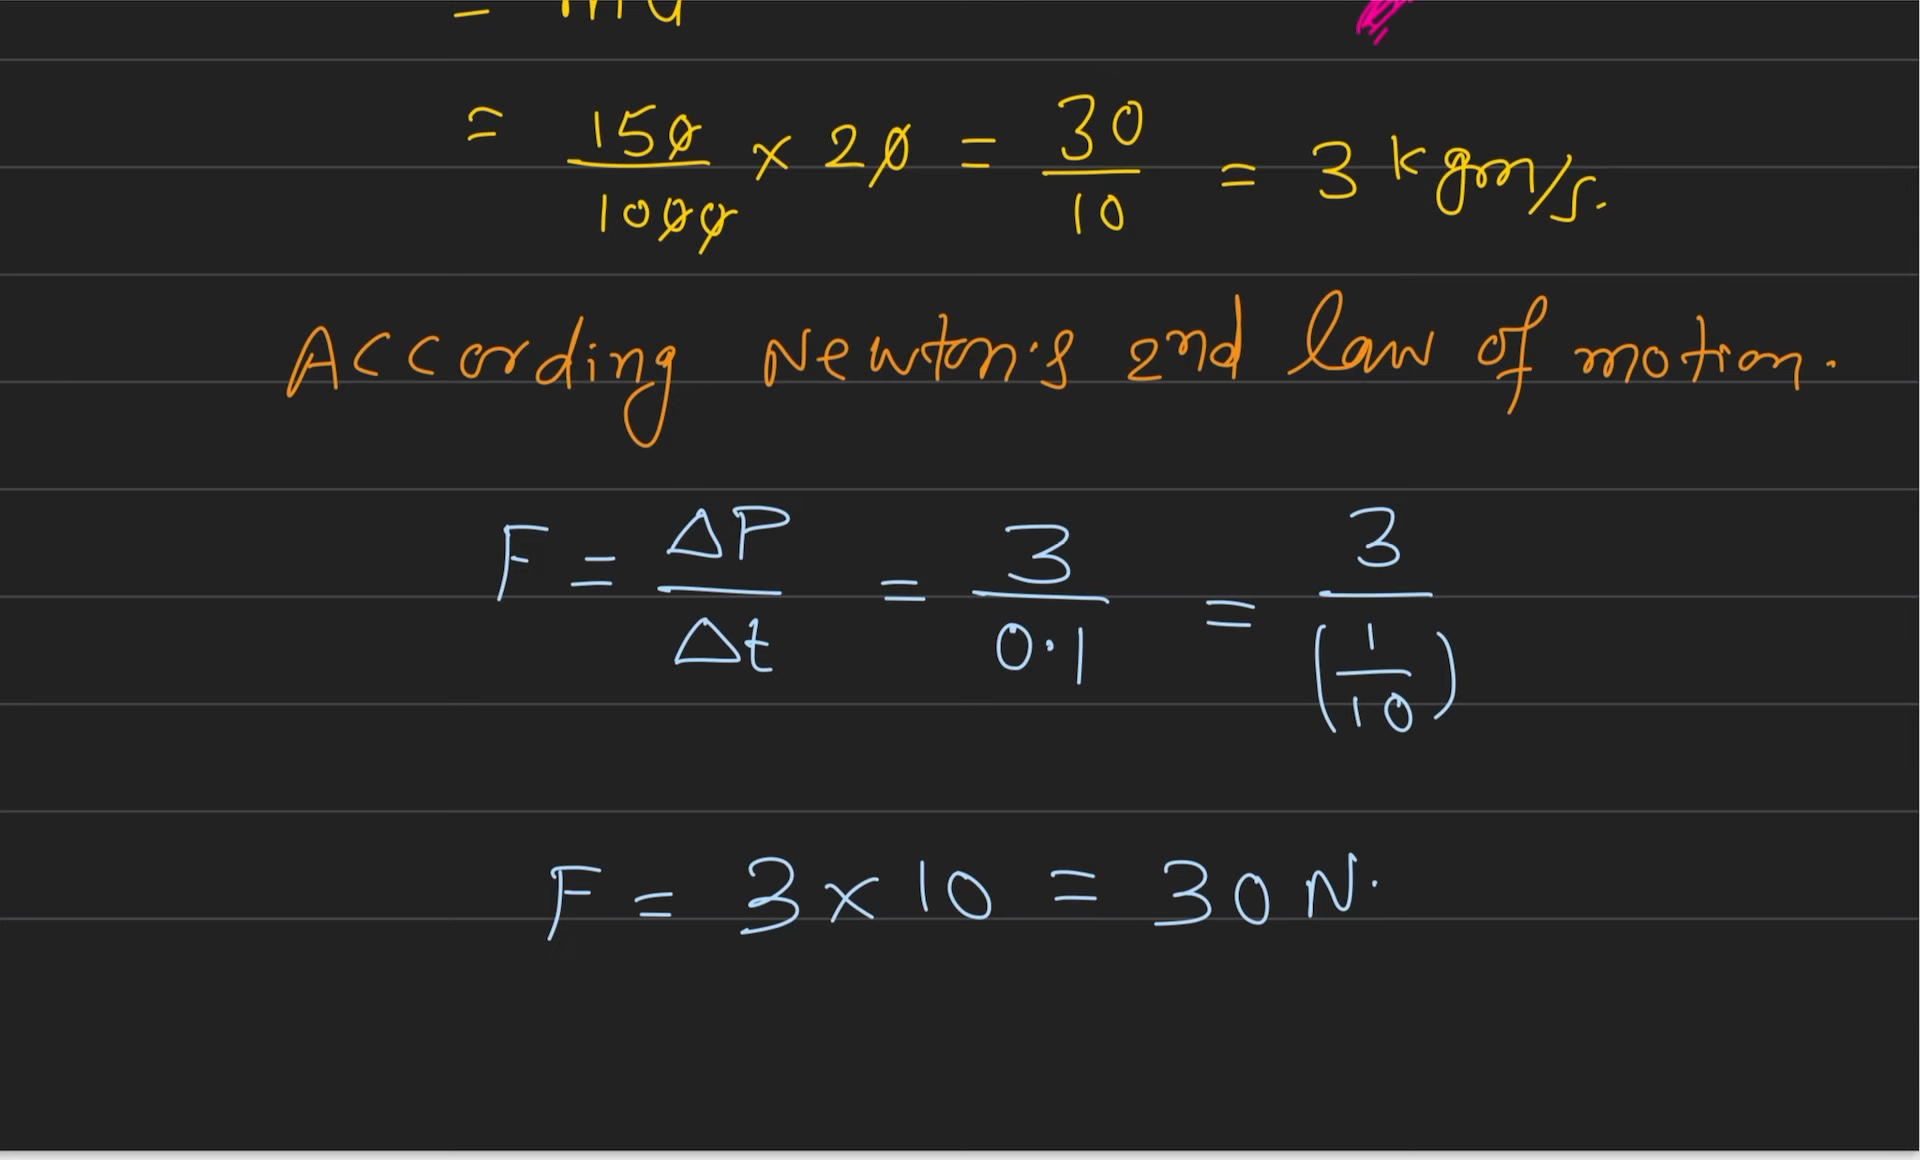 = mu
= 150/1000 × 20 = 30/10 = 3 kgm/s.
According Newton's 2nd law of motion.
F = ΔP/Δt = 3/0.1 = 3/(1/10)
F = 3 × 10 = 30 N.